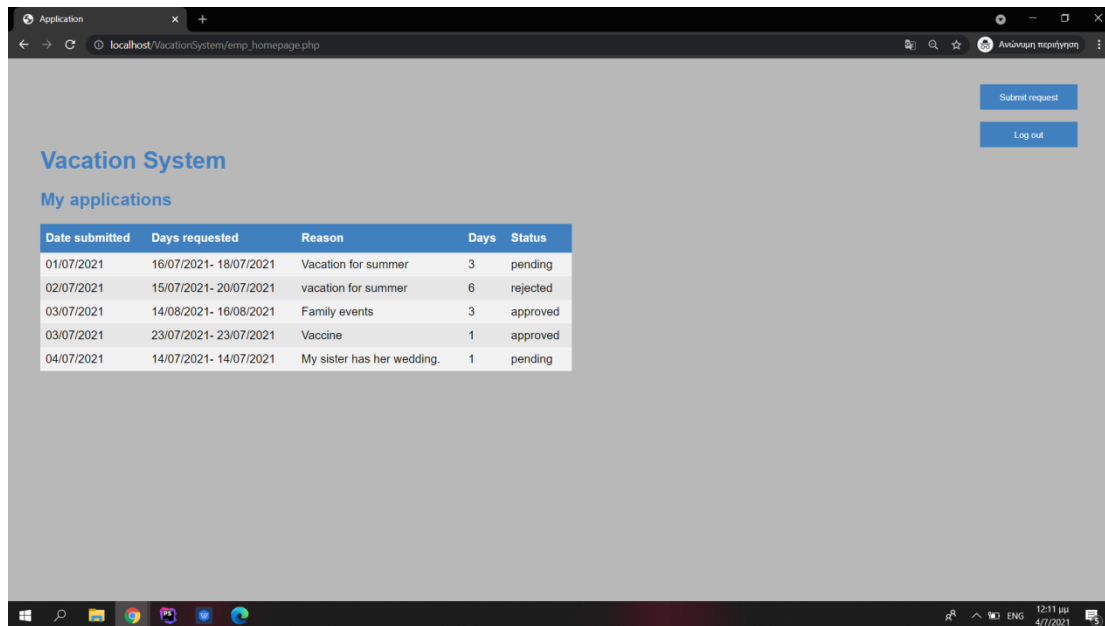 Application
localhost/VacationSystem/emp_homepage.php
Ανώνυμη περιήγηση
Submit request
Log out
Vacation System
My applications
Date submitted Days requested Reason Days Status
01/07/2021 16/07/2021- 18/07/2021 Vacation for summer 3 pending
02/07/2021 15/07/2021- 20/07/2021 vacation for summer 6 rejected
03/07/2021 14/08/2021- 16/08/2021 Family events 3 approved
03/07/2021 23/07/2021- 23/07/2021 Vaccine 1 approved
04/07/2021 14/07/2021- 14/07/2021 My sister has her wedding. 1 pending
PS
ENG
12:11 μμ
4/7/2021
5